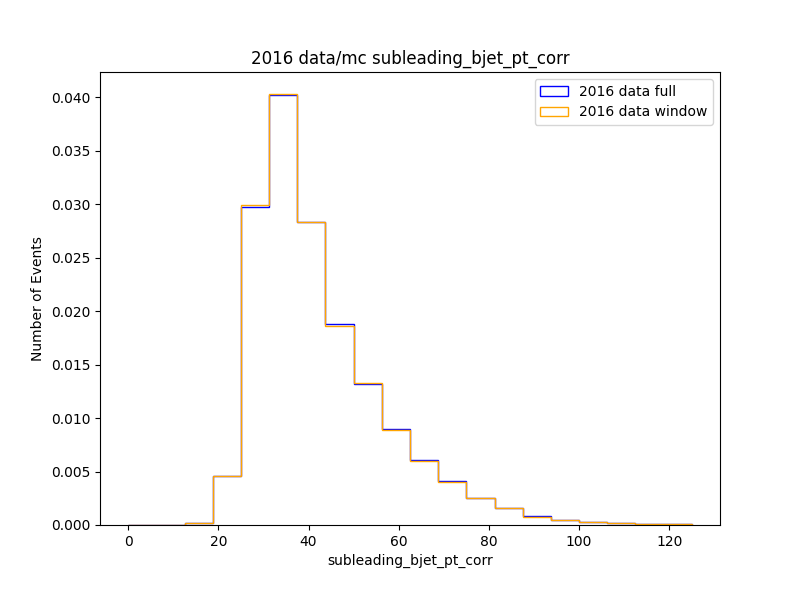 2016 data/mc subleading_bjet_pt_corr
2016 data full
2016 data window
Number of Events
0.040
0.035
0.030
0.025
0.020
0.015
0.010
0.005
0.000
0 20 40 60 80 100 120
subleading_bjet_pt_corr